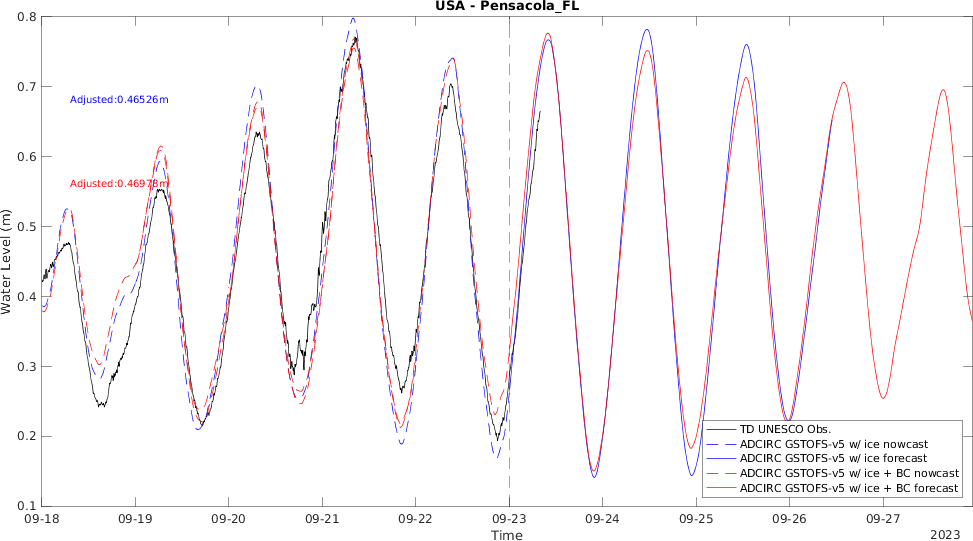 USA - Pensacola_FL
0.8
0.7
0.6
0.5
0.4
0.3
0.2
0.1
Water Level (m)
Adjusted:0.46526m
Adjusted:0.46973m
TD UNESCO Obs.
ADCIRC GSTOFS-v5 w/ ice nowcast
ADCIRC GSTOFS-v5 w/ ice forecast
ADCIRC GSTOFS-v5 w/ ice + BC nowcast
ADCIRC GSTOFS-v5 w/ ice + BC forecast
09-18 09-19 09-20 09-21 09-22 09-23 09-24 09-25 09-26 09-27
Time
2023